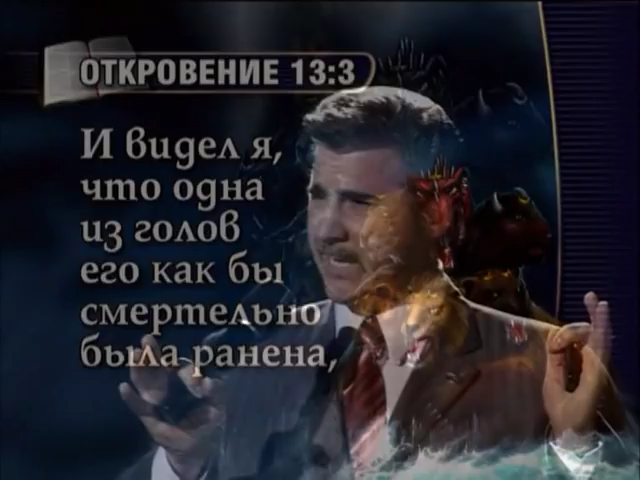 ОТКРОВЕНИЕ 13:3
И видел я,
что одна
из голов
его как бы
смертельно
была ранена,